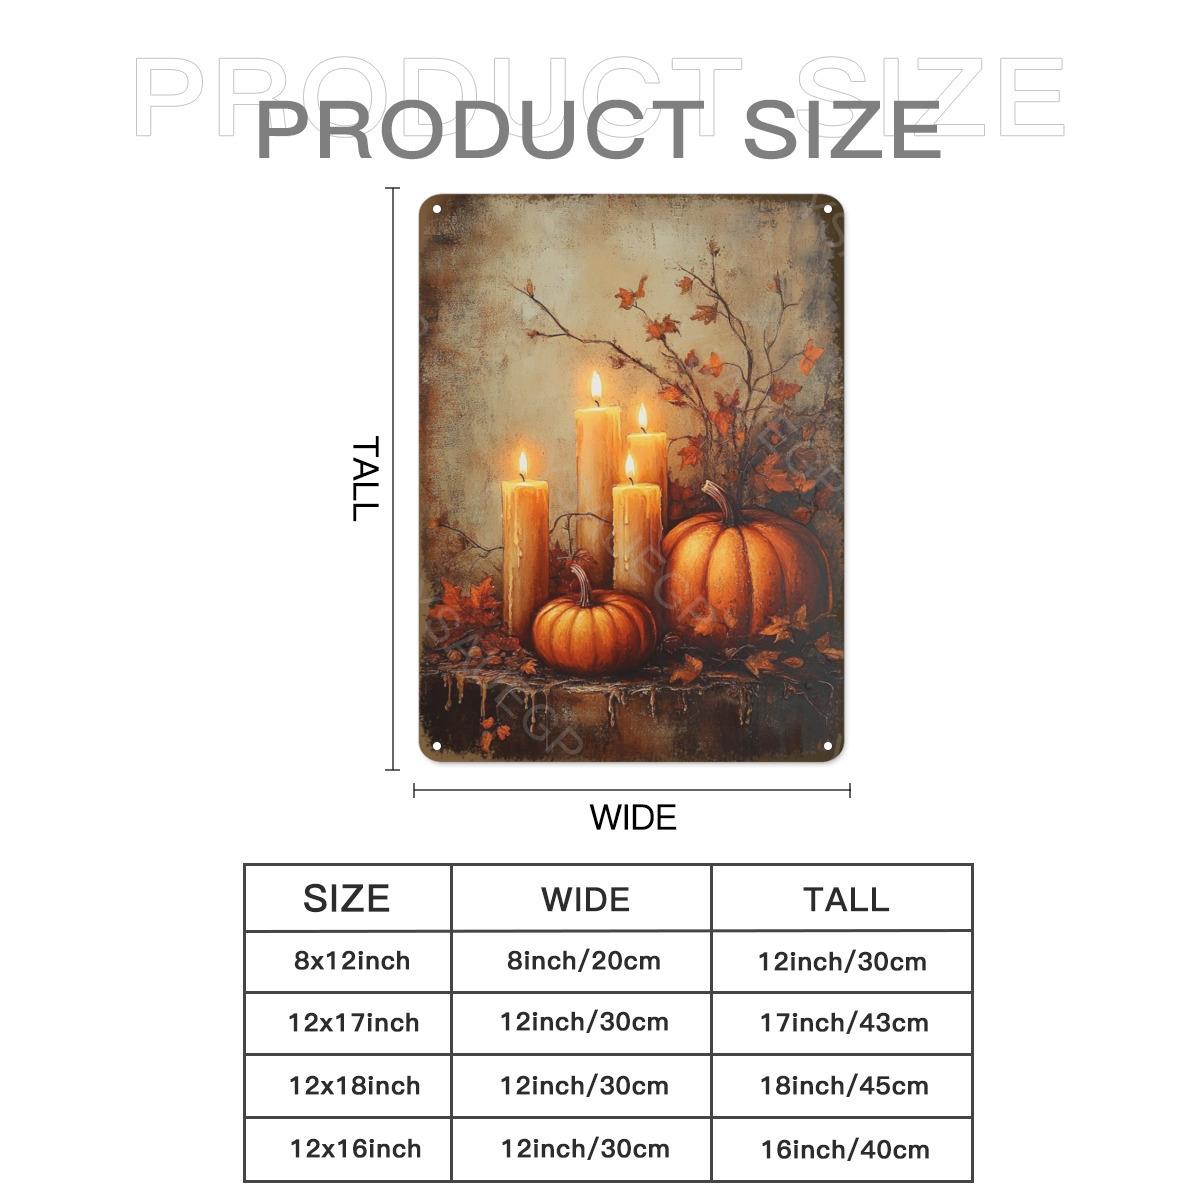 PRODUCT SIZE
PRODUCT SIZE
TALL
WIDE
SIZE WIDE TALL
8x12inch 8inch/20cm 12inch/30cm
12x17inch 12inch/30cm 17inch/43cm
12x18inch 12inch/30cm 18inch/45cm
12x16inch 12inch/30cm 16inch/40cm